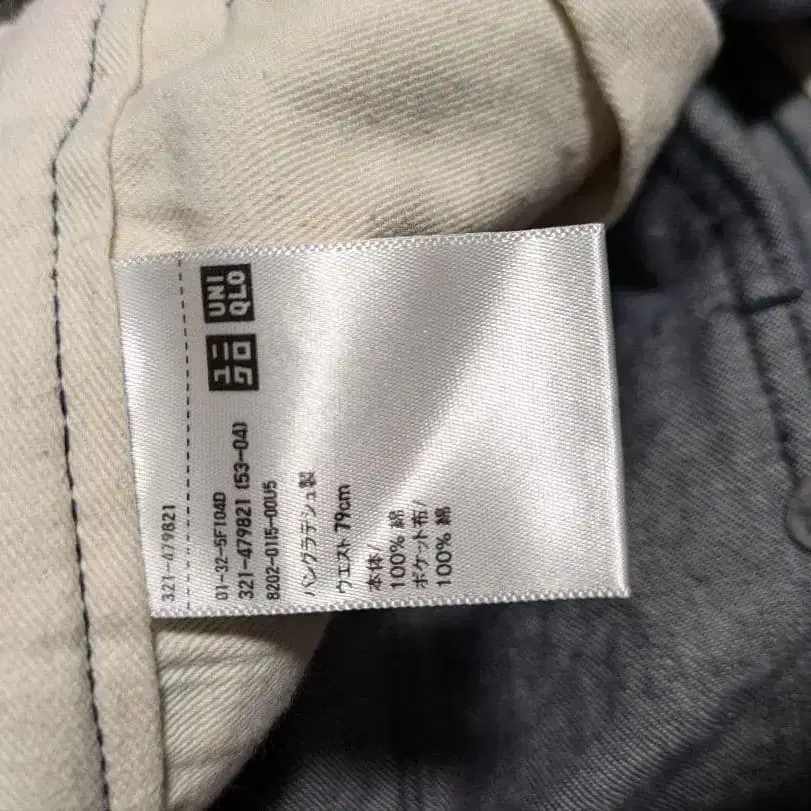 UNI
QLO
ユニ
クロ
321-479821
01-32-5F104D
321-479821 (53-04)
8202-0115-00U5
バングラデシュ製
ウエスト 79cm
本体/
100% 綿
ポケット布/
100% 綿